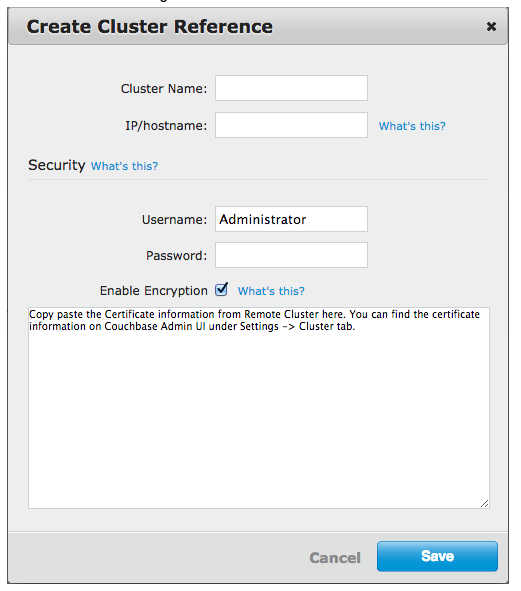 Create Cluster Reference ✖
Cluster Name:
IP/hostname: What's this?
Security What's this?
Username: Administrator
Password:
Enable Encryption What's this?
Copy paste the Certificate information from Remote Cluster here. You can find the certificate
information on Couchbase Admin UI under Settings -> Cluster tab.
Cancel Save